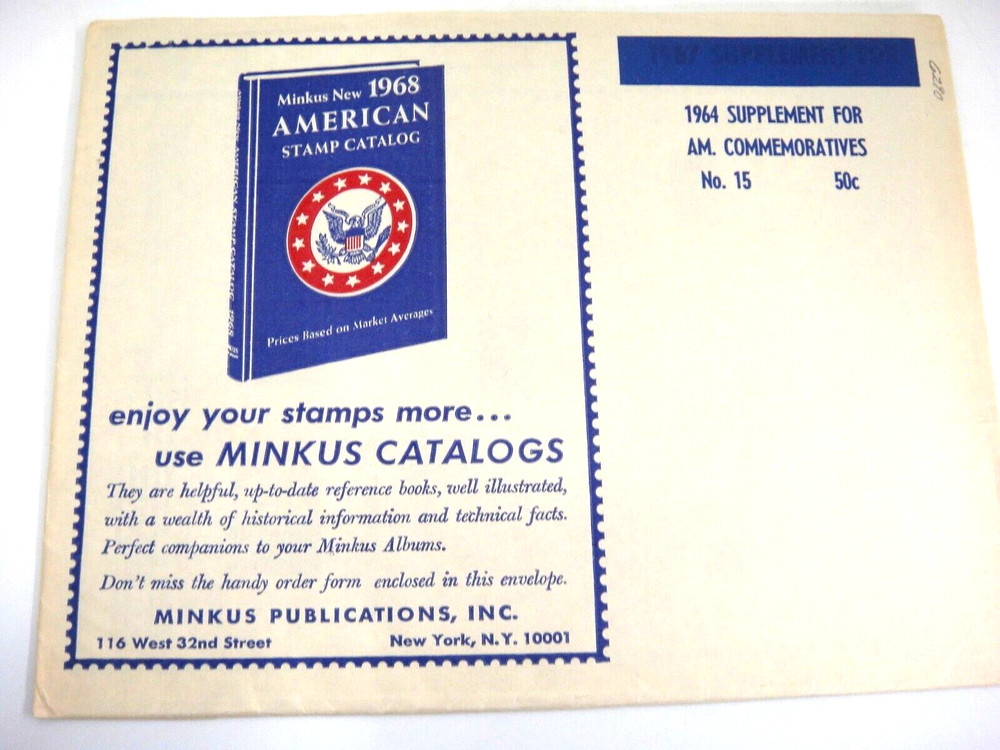 Minkus New 1968
AMERICAN
STAMP CATALOG
Prices Based on Market Averages
enjoy your stamps more...
use MINKUS CATALOGS
They are helpful, up-to-date reference books, well illustrated,
with a wealth of historical information and technical facts.
Perfect companions to your Minkus Albums.
Don't miss the handy order form enclosed in this envelope.
MINKUS PUBLICATIONS, INC.
116 West 32nd Street New York, N.Y. 10001
1967 SUPPLEMENT FOR
1964 SUPPLEMENT FOR
AM. COMMEMORATIVES
No. 15 50c